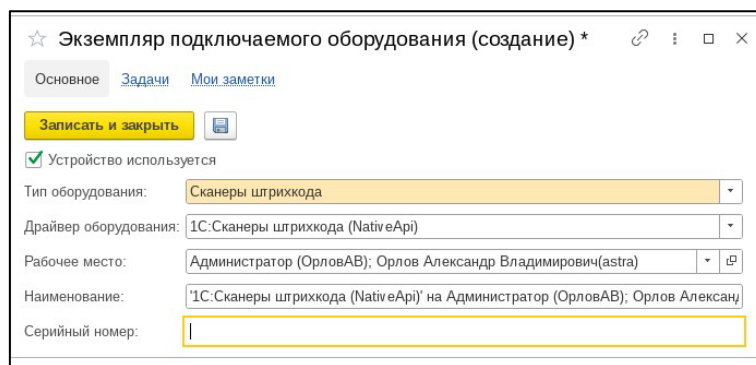 Экземпляр подключаемого оборудования (создание) *
Основное Задачи Мои заметки
Записать и закрыть
Устройство используется
Тип оборудования: Сканеры штрихкода
Драйвер оборудования: 1С:Сканеры штрихкода (NativeApi)
Рабочее место: Администратор (ОрловАВ); Орлов Александр Владимирович(astra)
Наименование: '1С:Сканеры штрихкода (NativeApi)' на Администратор (ОрловАВ); Орлов Алексан
Серийный номер: